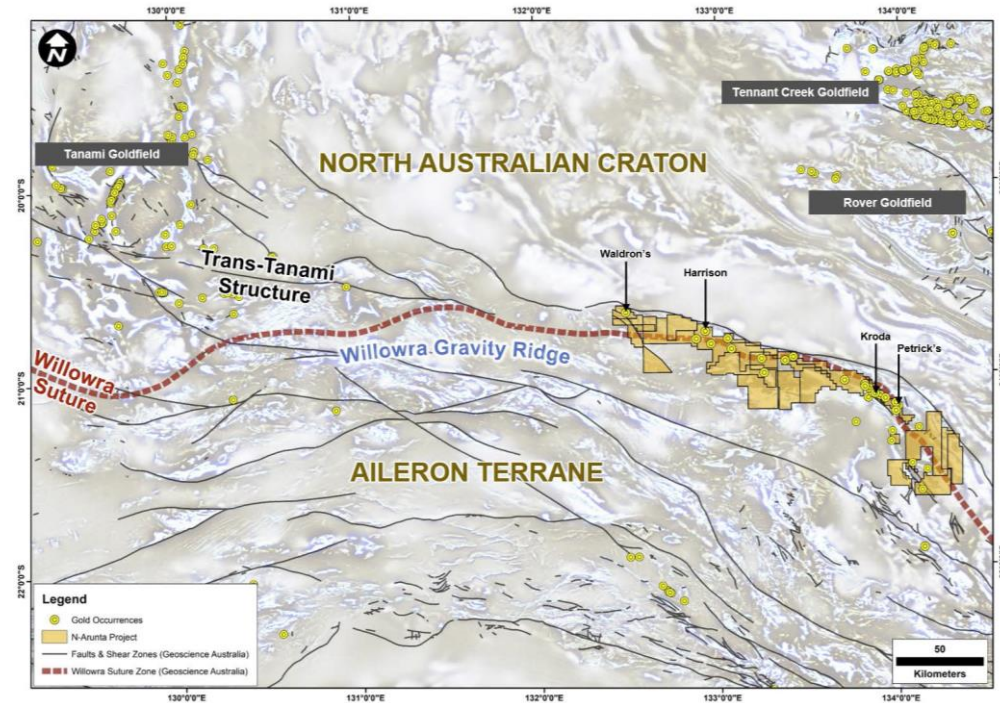 130°0'0"E 131°0'0"E 132°0'0"E 133°0'0"E 134°0'0"E
N
Tennant Creek Goldfield
Tanami Goldfield
NORTH AUSTRALIAN CRATON
20°0'0"S
Rover Goldfield
Trans-Tanami
Structure
Waldron's
Harrison
Kroda
Petrick's
Willowra Gravity Ridge
Willowra
Suture
21°0'0"S
AILERON TERRANE
22°0'0"S
Legend
Gold Occurrences
N-Arunta Project
Faults & Shear Zones (Geoscience Australia)
Willowra Suture Zone (Geoscience Australia)
50
Kilometers
130°0'0"E 131°0'0"E 132°0'0"E 133°0'0"E 134°0'0"E